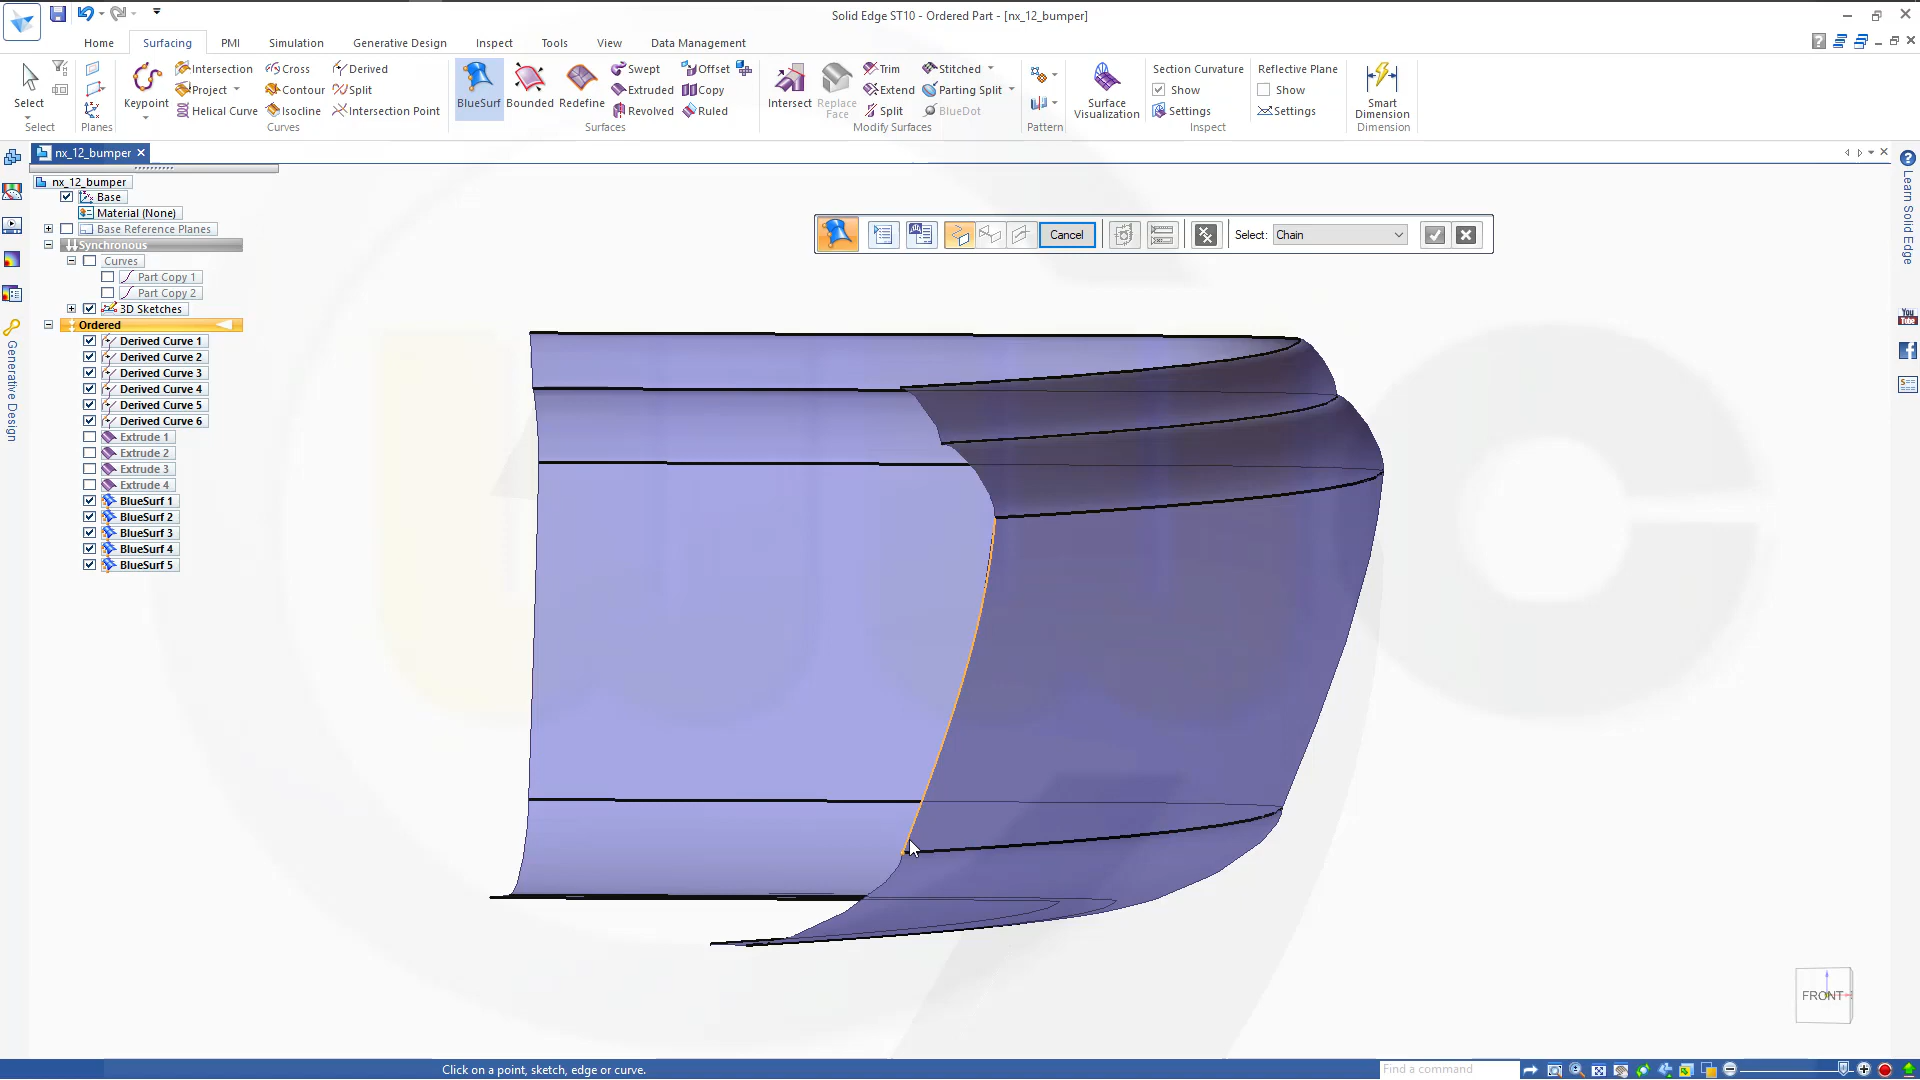 Solid Edge ST10 - Ordered Part - [nx_12_bumper]
Home Surfacing PMI Simulation Generative Design Inspect Tools View Data Management
Intersection Cross Derived Swept Offset Trim Stitched Section Curvature Reflective Plane
Project Contour Split Extruded Copy Extend Parting Split Show Show
Select Keypoint BlueSurf Bounded Redefine Intersect Replace Face Surface Visualization Smart Dimension
Helical Curve Isocline Intersection Point Revolved Ruled Split BlueDot Settings Settings
Select Planes Curves Surfaces Modify Surfaces Pattern Inspect Dimension
nx_12_bumper
nx_12_bumper
Base
Material (None)
Base Reference Planes
Synchronous
Curves
Part Copy 1
Part Copy 2
3D Sketches
Ordered
Derived Curve 1
Derived Curve 2
Derived Curve 3
Derived Curve 4
Derived Curve 5
Derived Curve 6
Extrude 1
Extrude 2
Extrude 3
Extrude 4
BlueSurf 1
BlueSurf 2
BlueSurf 3
BlueSurf 4
BlueSurf 5
Generative Design
Cancel Select: Chain
Learn Solid Edge
You Tube
FRONT
Click on a point, sketch, edge or curve.
Find a command